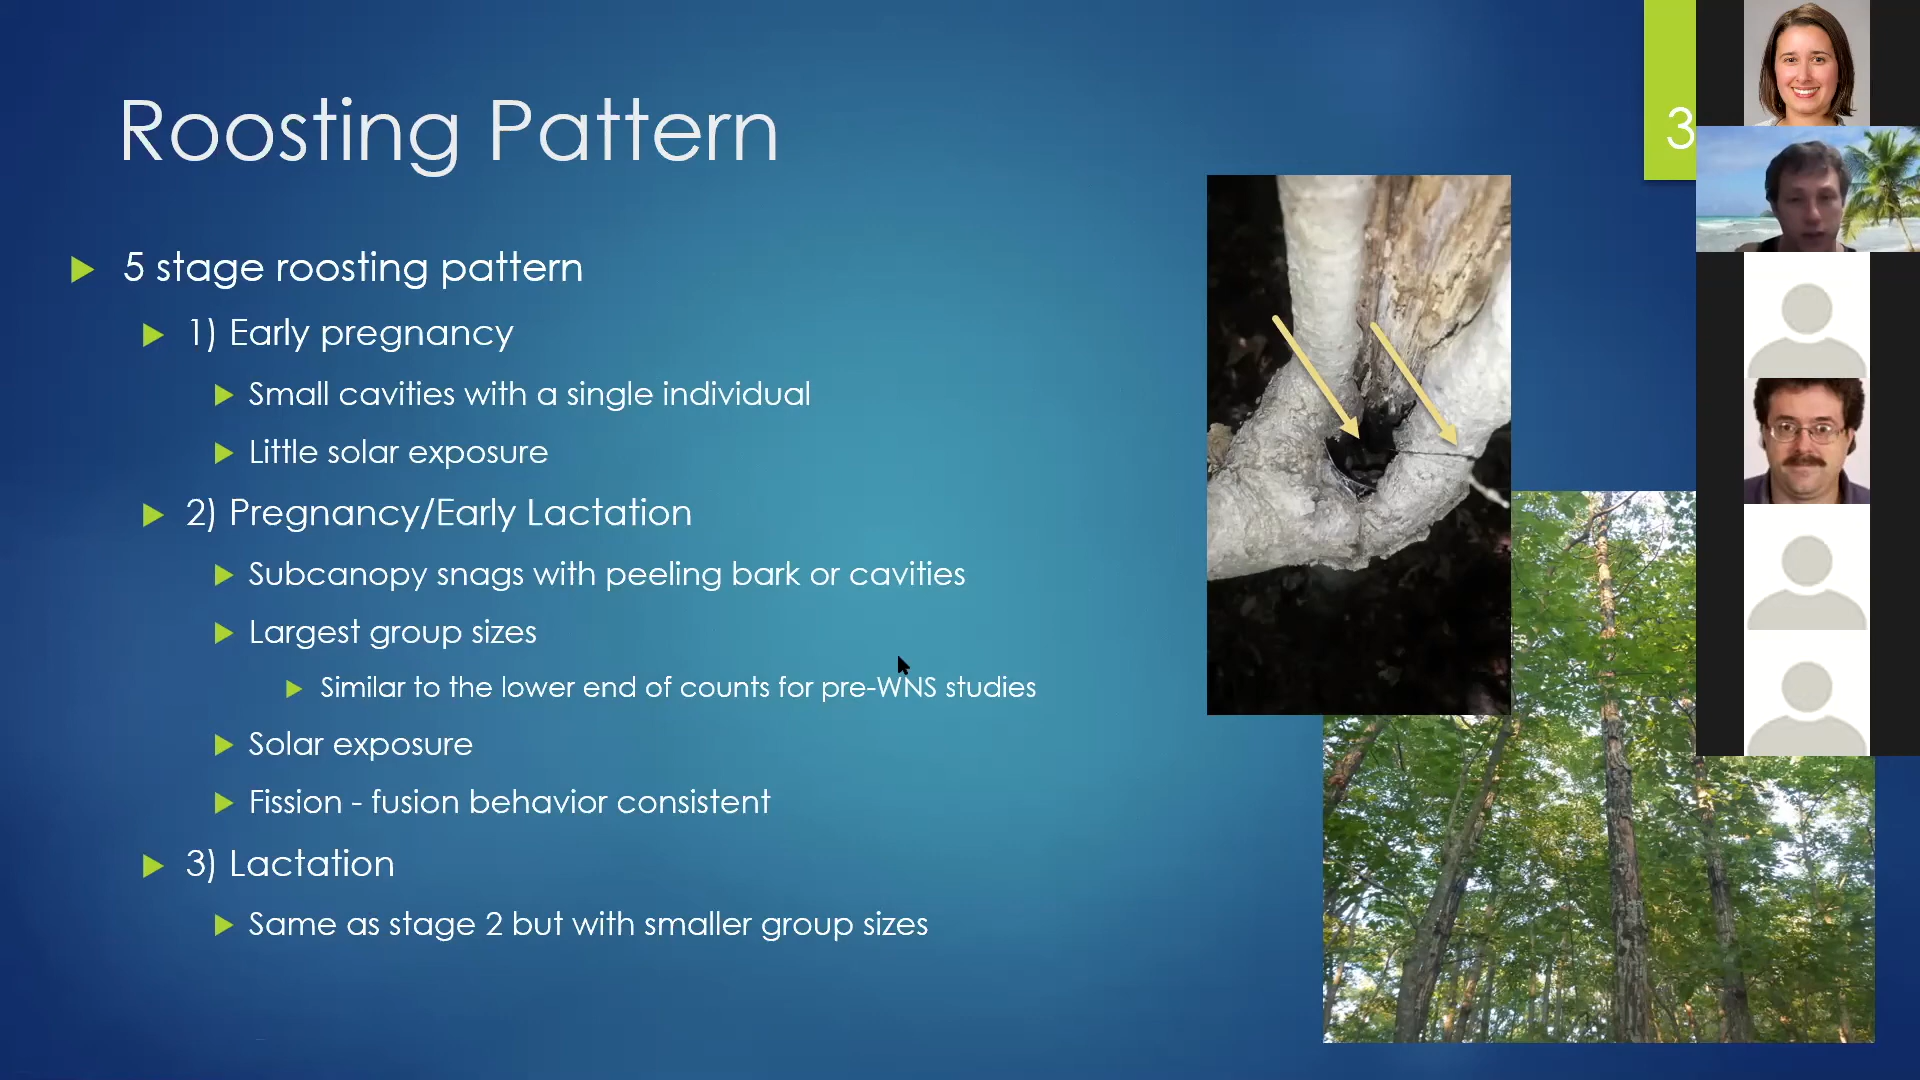 Roosting Pattern
3
5 stage roosting pattern
1) Early pregnancy
Small cavities with a single individual
Little solar exposure
2) Pregnancy/Early Lactation
Subcanopy snags with peeling bark or cavities
Largest group sizes
Similar to the lower end of counts for pre-WNS studies
Solar exposure
Fission - fusion behavior consistent
3) Lactation
Same as stage 2 but with smaller group sizes